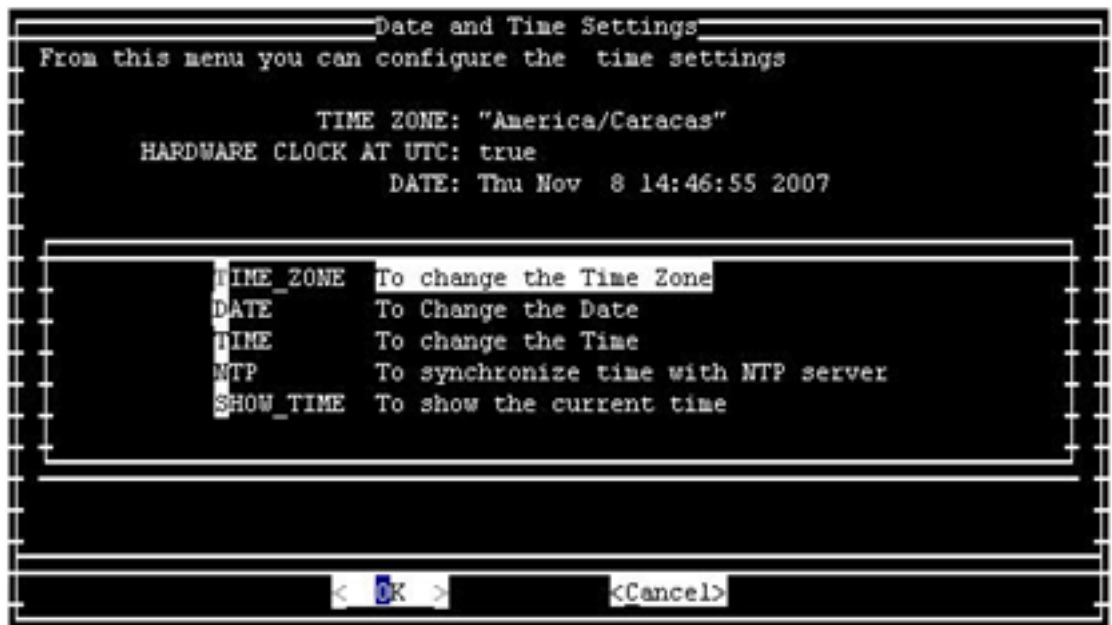 Date and Time Settings
From this menu you can configure the  time settings
TIME ZONE: "America/Caracas"
HARDWARE CLOCK AT UTC: true
DATE: Thu Nov  8 14:46:55 2007
TIME_ZONE  To change the Time Zone
DATE  To Change the Date
TIME  To change the Time
NTP  To synchronize time with NTP server
SHOW_TIME  To show the current time
<  OK  >  <Cancel>